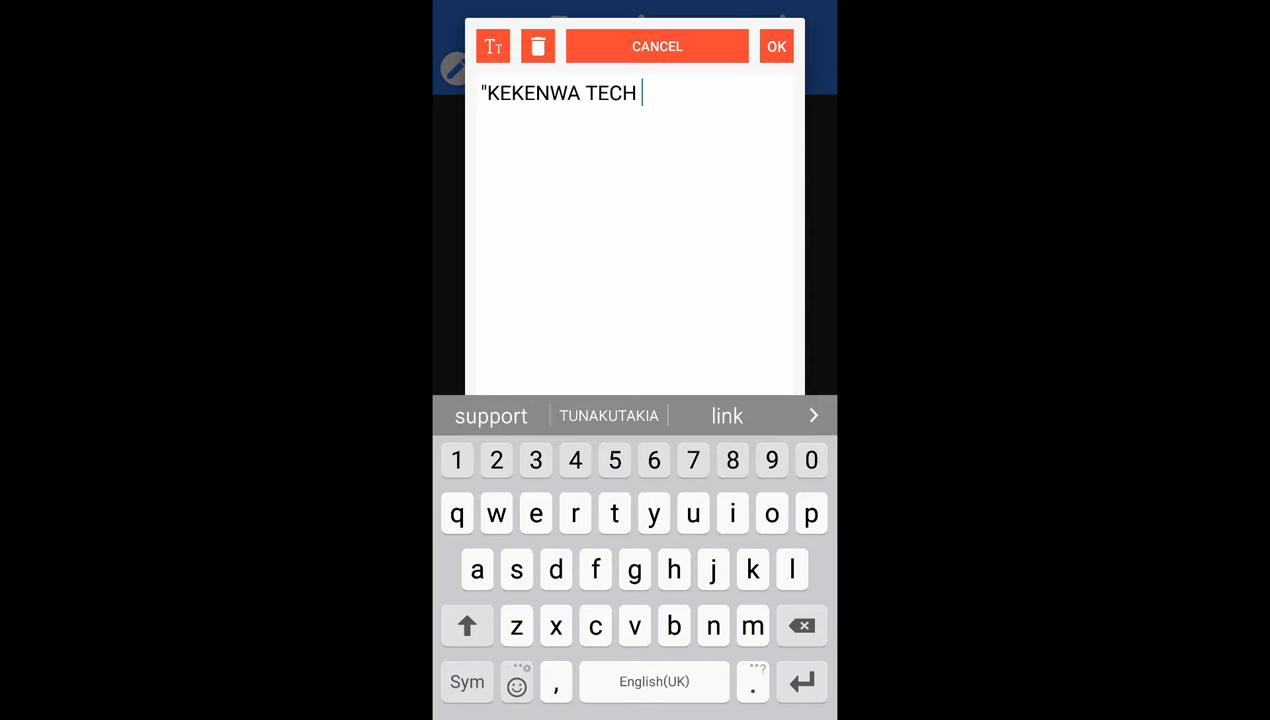 Tт
CANCEL
OK
"KEKENWA TECH
support
TUNAKUTAKIA
link
1 2 3 4 5 6 7 8 9 0
q w e r t y u i o p
a s d f g h j k l
z x c v b n m
Sym
,
English(UK)
.
?